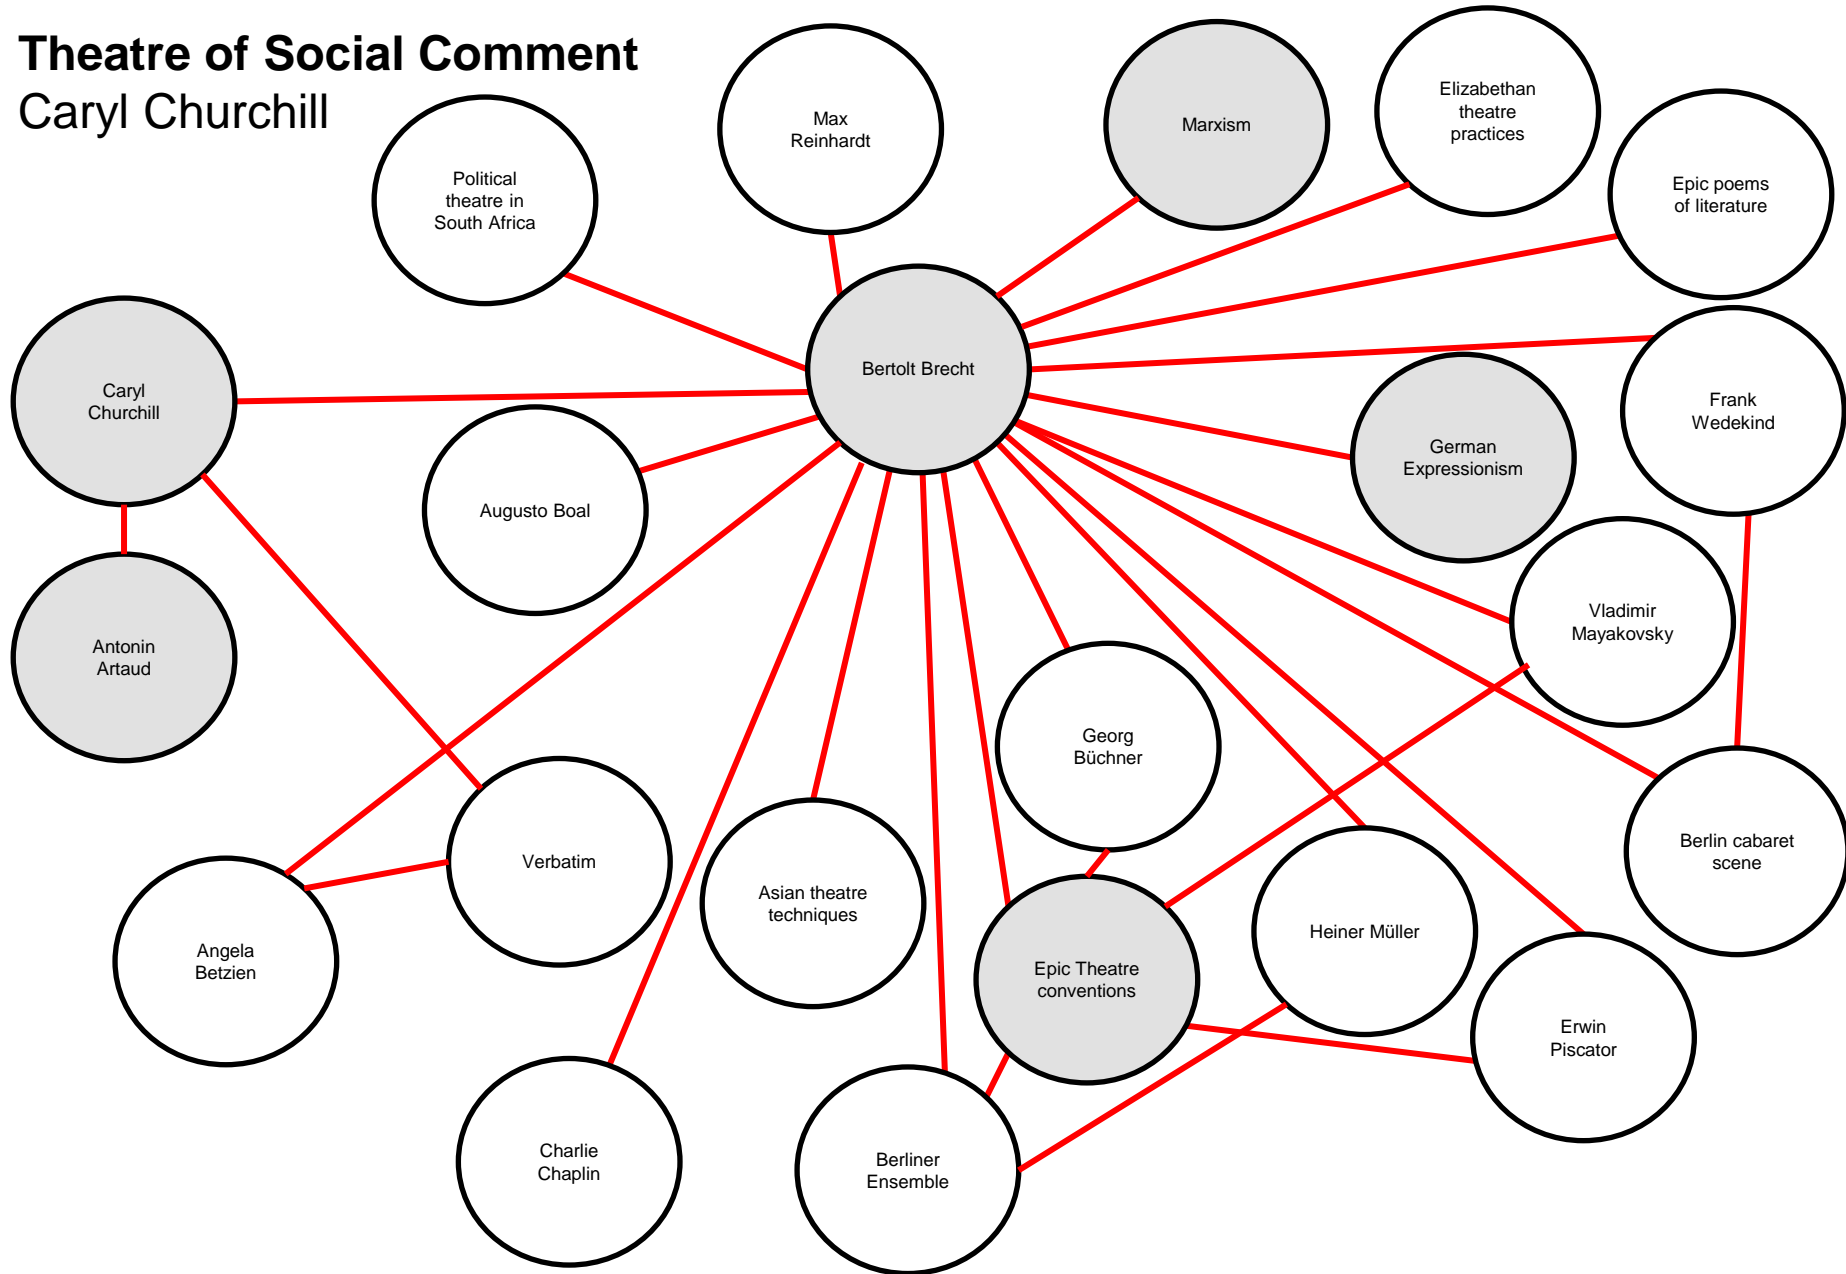 Theatre of Social Comment
Caryl Churchill
Political
theatre in
South Africa
Max
Reinhardt
Marxism
Elizabethan
theatre
practices
Epic poems
of literature
Caryl
Churchill
Bertolt Brecht
Frank
Wedekind
German
Expressionism
Augusto Boal
Antonin
Artaud
Vladimir
Mayakovsky
Georg
Büchner
Verbatim
Berlin cabaret
scene
Asian theatre
techniques
Angela
Betzien
Epic Theatre
conventions
Heiner Müller
Erwin
Piscator
Charlie
Chaplin
Berliner
Ensemble